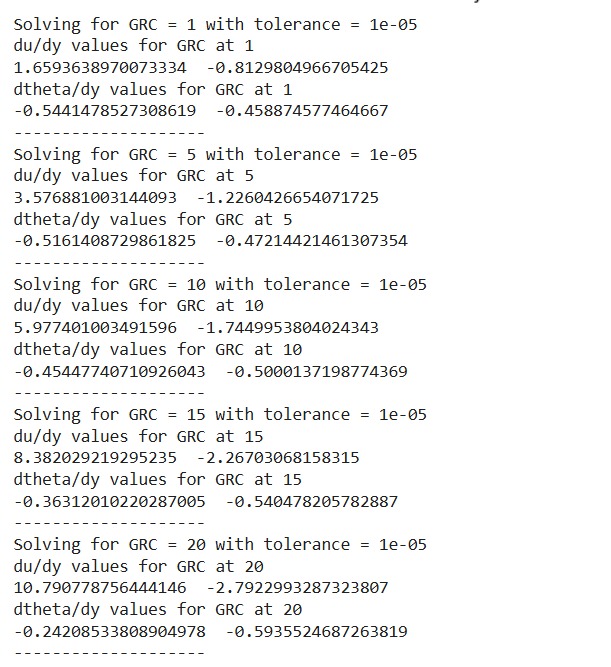 Solving for GRC = 1 with tolerance = 1e-05
du/dy values for GRC at 1
1.6593638970073334  -0.8129804966705425
dtheta/dy values for GRC at 1
-0.5441478527308619  -0.458874577464667
--------------------
Solving for GRC = 5 with tolerance = 1e-05
du/dy values for GRC at 5
3.576881003144093  -1.2260426654071725
dtheta/dy values for GRC at 5
-0.5161408729861825  -0.47214421461307354
--------------------
Solving for GRC = 10 with tolerance = 1e-05
du/dy values for GRC at 10
5.977401003491596  -1.7449953804024343
dtheta/dy values for GRC at 10
-0.45447740710926043  -0.5000137198774369
--------------------
Solving for GRC = 15 with tolerance = 1e-05
du/dy values for GRC at 15
8.382029219295235  -2.26703068158315
dtheta/dy values for GRC at 15
-0.36312010220287005  -0.540478205782887
--------------------
Solving for GRC = 20 with tolerance = 1e-05
du/dy values for GRC at 20
10.790778756444146  -2.7922993287323807
dtheta/dy values for GRC at 20
-0.24208533808904978  -0.5935524687263819
--------------------